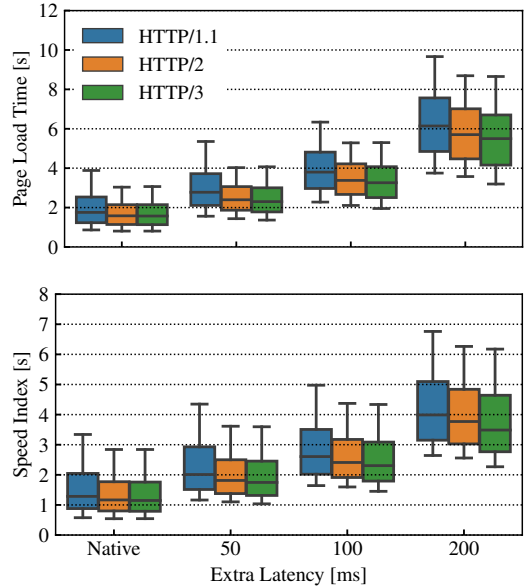 12
10
8
6
4
2
0
Page Load Time [s]
HTTP/1.1
HTTP/2
HTTP/3
8
7
6
5
4
3
2
1
0
Speed Index [s]
Native
50
100
200
Extra Latency [ms]